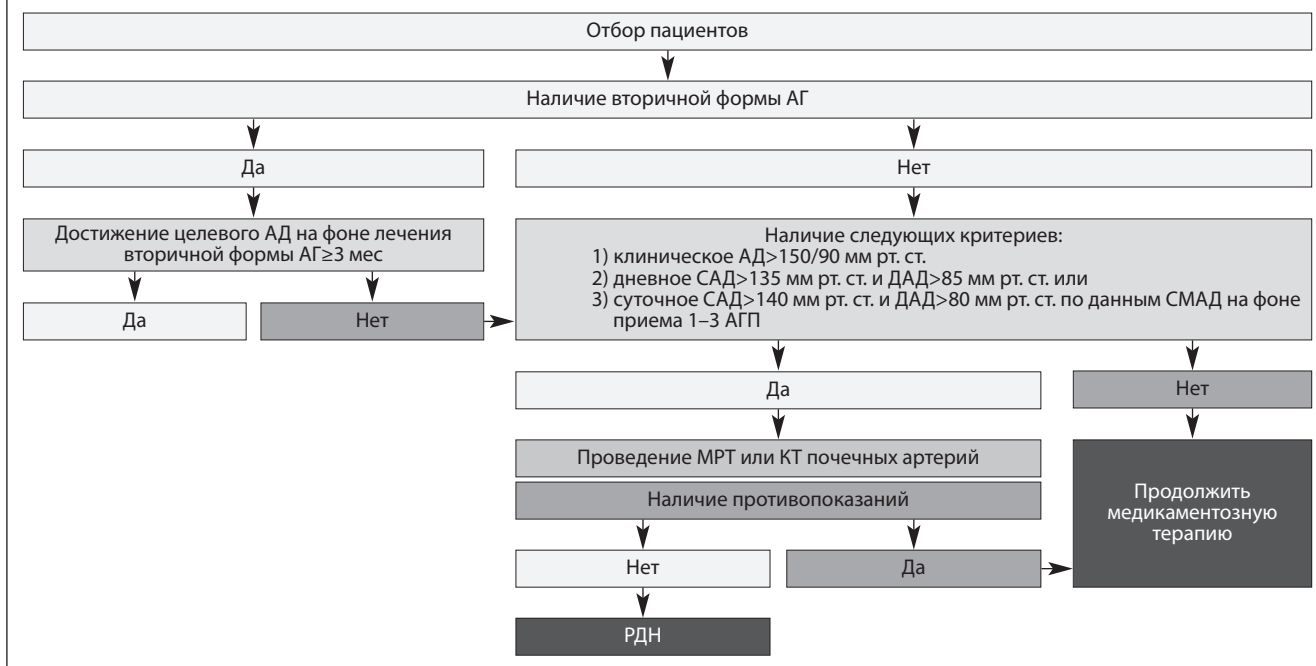 Отбор пациентов
Наличие вторичной формы АГ
Да
Нет
Достижение целевого АД на фоне лечения
вторичной формы АГ≥3 мес
Наличие следующих критериев:
1) клиническое АД>150/90 мм рт. ст.
2) дневное САД>135 мм рт. ст. и ДАД>85 мм рт. ст. или
3) суточное САД>140 мм рт. ст. и ДАД>80 мм рт. ст. по данным СМАД на фоне
приема 1–3 АГП
Да
Нет
Да
Нет
Проведение МРТ или КТ почечных артерий
Наличие противопоказаний
Продолжить
медикаментозную
терапию
Нет
Да
РДН